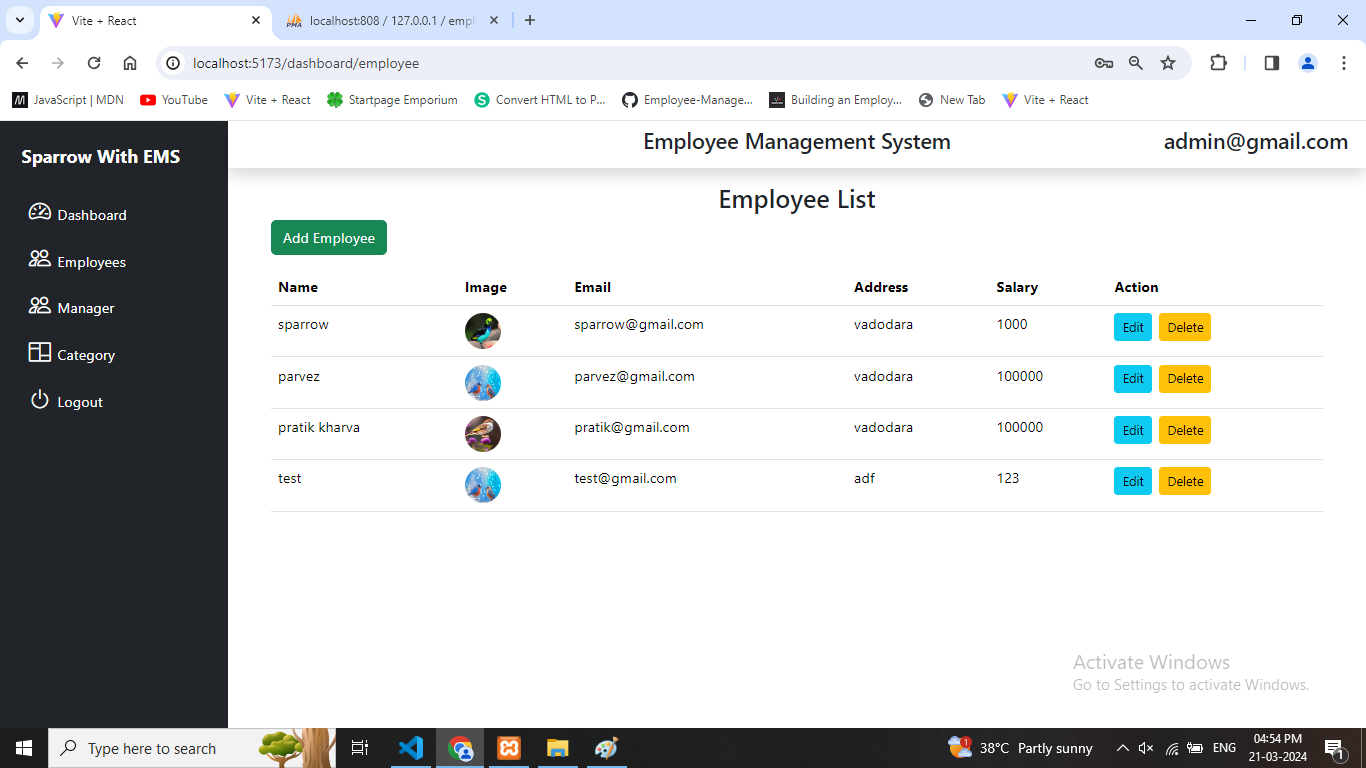 Vite + React
localhost:808 / 127.0.0.1 / empl
localhost:5173/dashboard/employee
JavaScript | MDN
YouTube
Vite + React
Startpage Emporium
Convert HTML to P...
Employee-Manage...
Building an Employ...
New Tab
Vite + React
Sparrow With EMS
Employee Management System
admin@gmail.com
Dashboard
Employees
Manager
Category
Logout
Employee List
Add Employee
Name Image Email Address Salary Action
sparrow sparrow@gmail.com vadodara 1000 Edit Delete
parvez parvez@gmail.com vadodara 100000 Edit Delete
pratik kharva pratik@gmail.com vadodara 100000 Edit Delete
test test@gmail.com adf 123 Edit Delete
Activate Windows
Go to Settings to activate Windows.
Type here to search
1
38°C Partly sunny
ENG
04:54 PM
21-03-2024
1